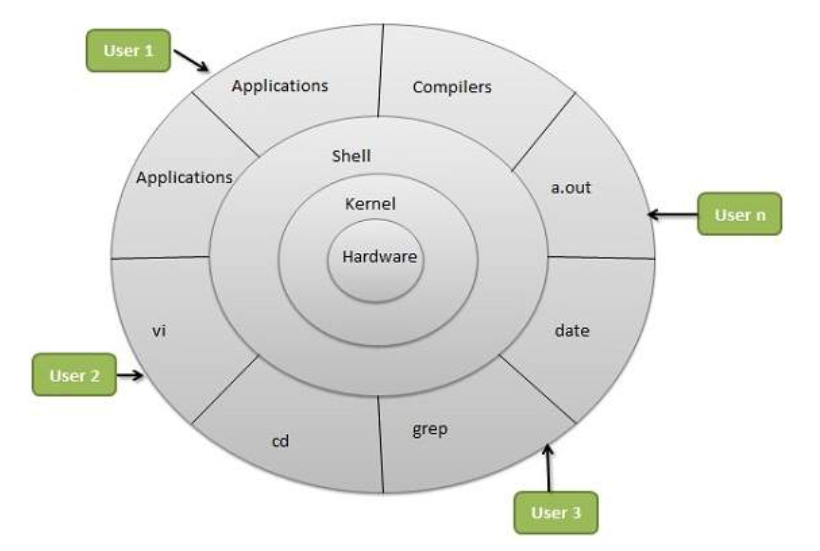 User 1
Applications
Compilers
Shell
Applications
a.out
Kernel
User n
Hardware
vi
date
User 2
cd
grep
User 3